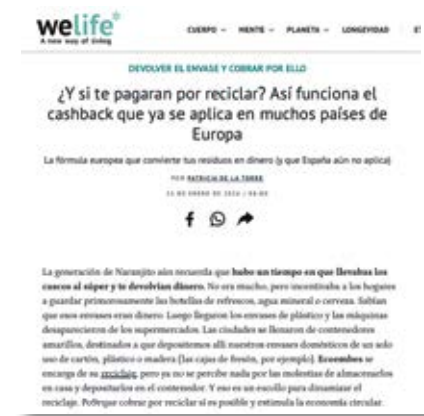 welife
A new way of living
CUERPO MENTE PLANETA LONGEVIDAD
DEVOLVER EL ENVASE Y COBRAR POR ELLO
¿Y si te pagaran por reciclar? Así funciona el
cashback que ya se aplica en muchos países de
Europa
La fórmula europea que convierte tus residuos en dinero (y que España aún no aplica)
POR PATRICIA DE LA TORRE
DE ENERO DE
La generación de Naranjito aún recuerda que hubo un tiempo en que llevabas los
cascos al súper y te devolvían dinero. No era mucho, pero incentivaba a los hogares
a guardar primorosamente las botellas de refrescos, agua mineral o cerveza. Sabían
que esos envases eran dinero. Luego llegaron los envases de plástico y las máquinas
desaparecieron de los supermercados. Las ciudades se llenaron de contenedores
amarillos, destinados a que depositemos allí nuestros envases domésticos de un solo
uso de cartón, plástico o madera (las cajas de fresón, por ejemplo). Ecoembes se
encarga de su reciclaje, pero ya no se percibe nada por las molestias de almacenarlos
en casa y depositarlos en el contenedor. Y eso es un escollo para dinamizar el
reciclaje. Porque cobrar por reciclar sí es posible y estimula la economía circular.